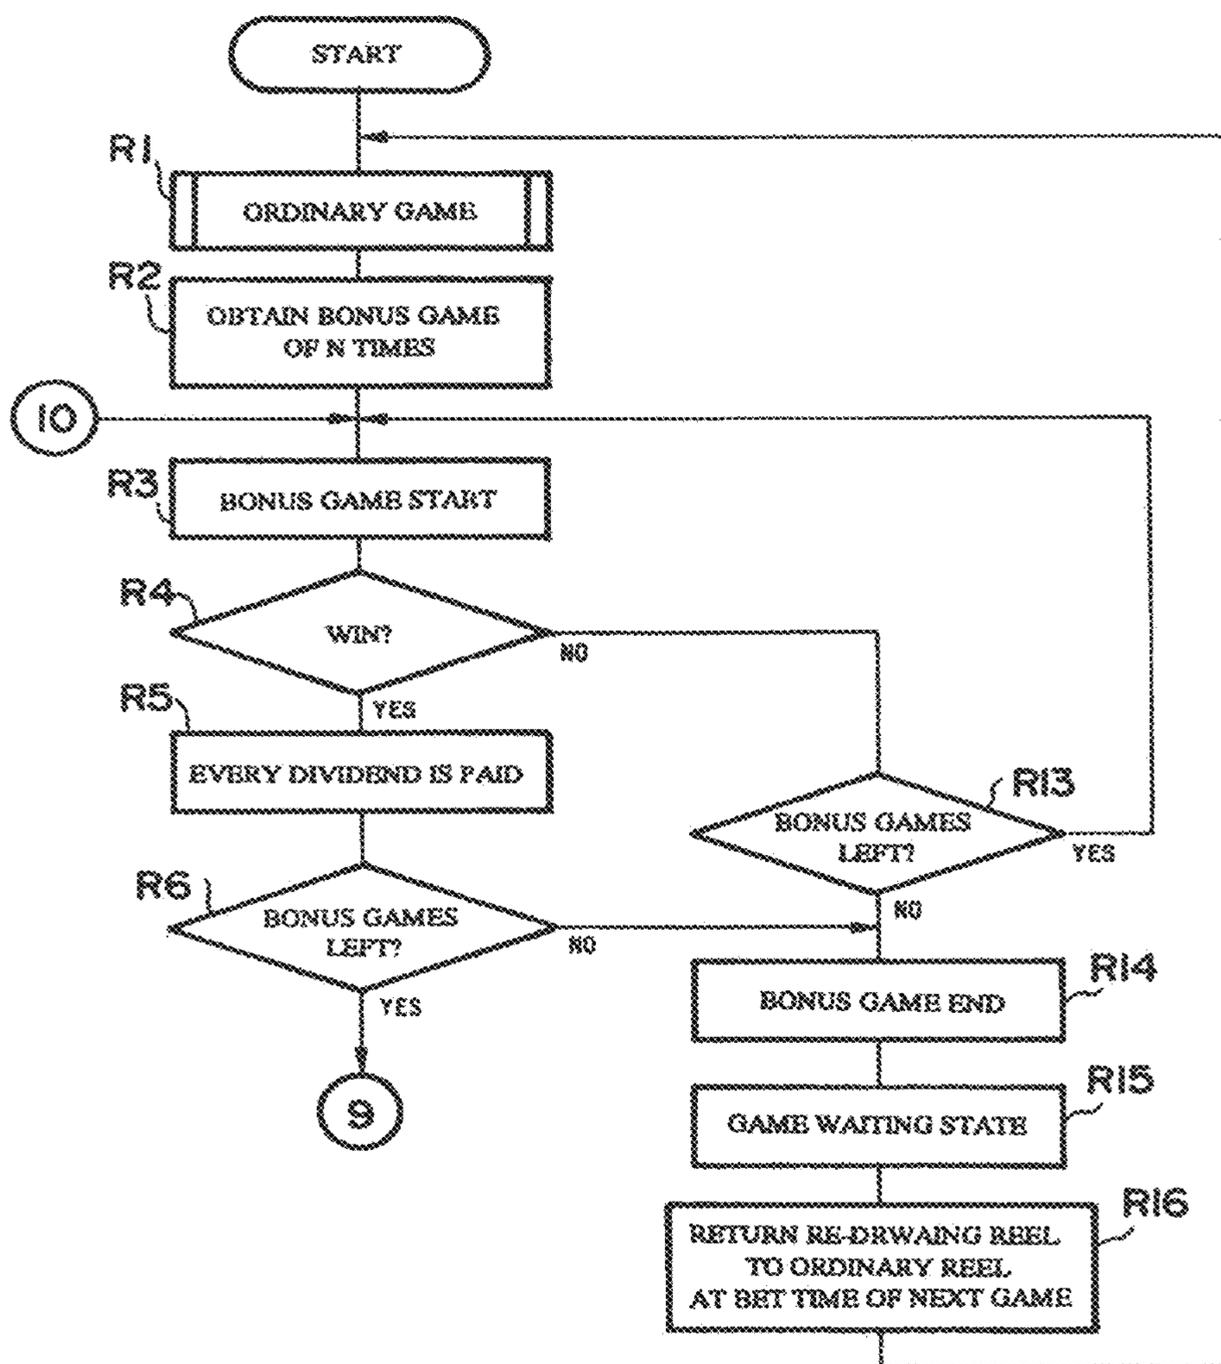 START
R1
ORDINARY GAME
R2
OBTAIN BONUS GAME
OF N TIMES
10
R3
BONUS GAME START
R4
WIN?
NO
YES
R5
EVERY DIVIDEND IS PAID
R13
BONUS GAMES
LEFT?
YES
NO
R6
BONUS GAMES
LEFT?
NO
YES
9
R14
BONUS GAME END
R15
GAME WAITING STATE
R16
RETURN RE-DRWAING REEL
TO ORDINARY REEL
AT BET TIME OF NEXT GAME